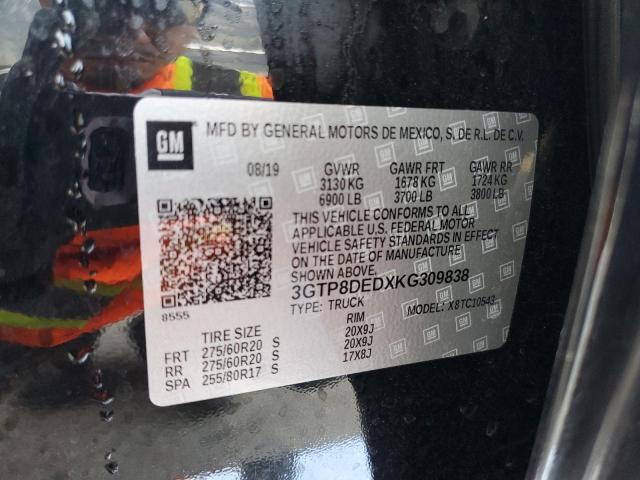 GM
MFD BY GENERAL MOTORS DE MEXICO, S. DE R.L. DE C.V.
08/19 GVWR GAWR FRT GAWR RR
3130 KG 1678 KG 1724 KG
6900 LB 3700 LB 3800 LB
THIS VEHICLE CONFORMS TO ALL
APPLICABLE U.S. FEDERAL MOTOR
VEHICLE SAFETY STANDARDS IN EFFECT
ON THE DATE OF MANUFACTURE
SHOWN ABOVE.
3GTP8DEDXKG309838
8555
TYPE: TRUCK MODEL: X8TC10543
TIRE SIZE RIM
FRT 275/60R20 S 20X9J
RR 275/60R20 S 20X9J
SPA 255/80R17 S 17X8J